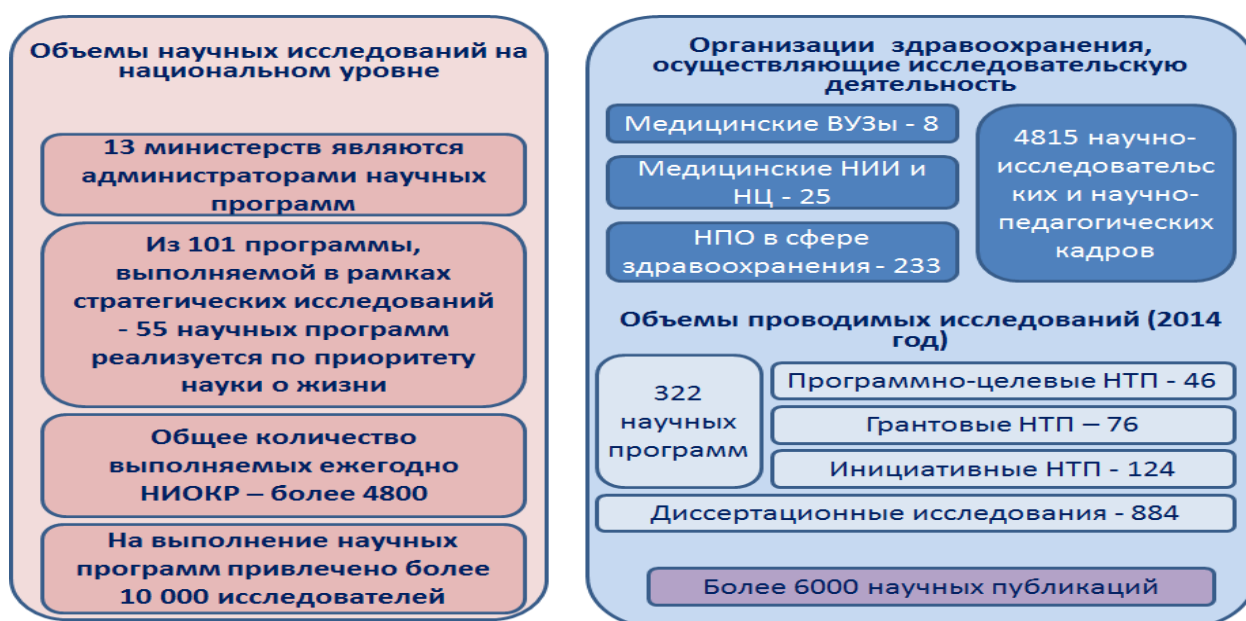 Объемы научных исследований на
национальном уровне
13 министерств являются
администраторами научных
программ
Из 101 программы,
выполняемой в рамках
стратегических исследований
- 55 научных программ
реализуется по приоритету
науки о жизни
Общее количество
выполняемых ежегодно
НИОКР – более 4800
На выполнение научных
программ привлечено более
10 000 исследователей
Организации здравоохранения,
осуществляющие исследовательскую
деятельность
Медицинские ВУЗы - 8
Медицинские НИИ и
НЦ - 25
НПО в сфере
здравоохранения - 233
4815 научно-
исследовательс
ких и научно-
педагогических
кадров
Объемы проводимых исследований (2014
год)
322
научных
программ
Программно-целевые НТП - 46
Грантовые НТП – 76
Инициативные НТП - 124
Диссертационные исследования - 884
Более 6000 научных публикаций